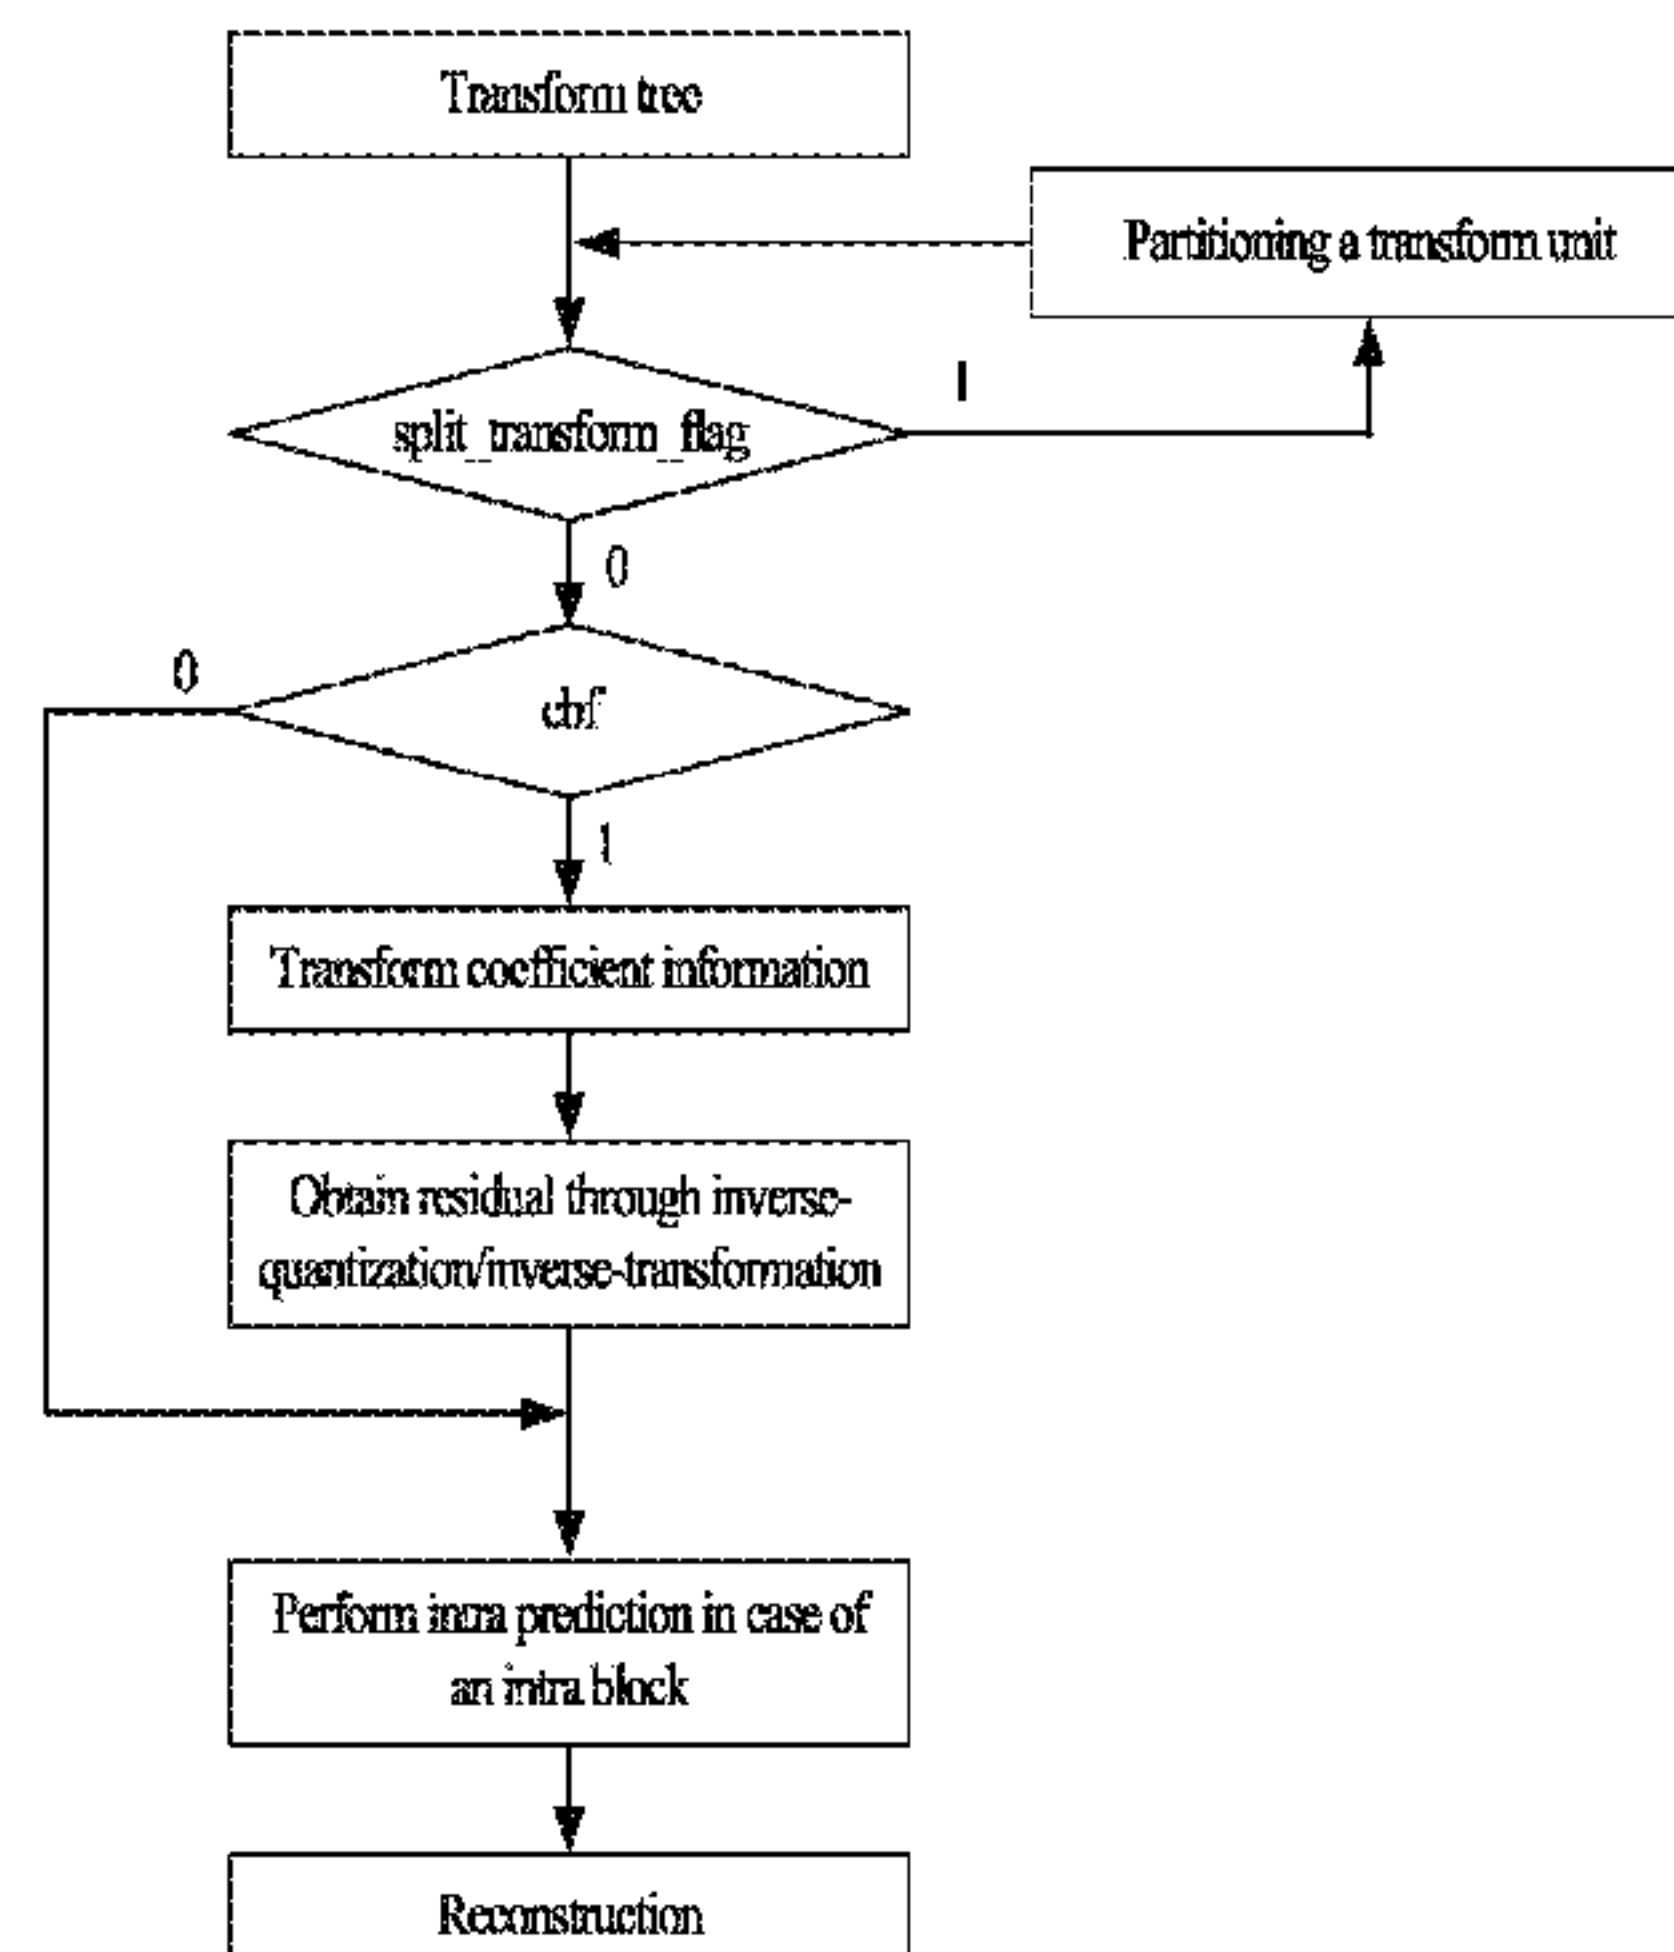 Transform tree
Partitioning a transform unit
split_transform_flag
1
0
0
cbf
1
Transform coefficient information
Obtain residual through inverse-
quantization/inverse-transformation
Perform intra prediction in case of
an intra block
Reconstruction